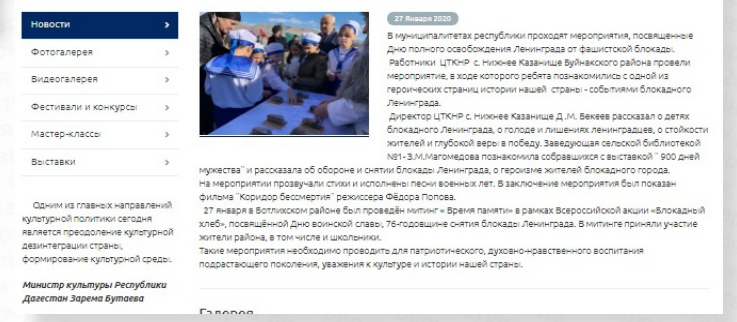 Новости
Фотогалерея
Видеогалерея
Фестивали и конкурсы
Мастер-классы
Выставки
Одним из главных направлений
культурной политики сегодня
является преодоление культурной
дезинтеграции страны,
формирование культурной среды.
Министр культуры Республики
Дагестан Зарема Бутаева
27 Января 2020
В муниципалитетах республики проходят мероприятия, посвященные
Дню полного освобождения Ленинграда от фашистской блокады.
Работники ЦТКНР с. Нижнее Казанище Буйнакского района провели
мероприятие, в ходе которого ребята познакомились с одной из
героических страниц истории нашей страны - событиями блокадного
Ленинграда.
Директор ЦТКНР с. Нижнее Казанище Д .М. Бекеев рассказал о детях
блокадного Ленинграда, о голоде и лишениях ленинградцев, о стойкости
жителей и глубокой веры в победу. Заведующая сельской библиотекой
№1- З.М.Магомедова познакомила собравшихся с выставкой " 900 дней
мужества" и рассказала об обороне и снятии блокады Ленинграда, о героизме жителей блокадного города.
На мероприятии прозвучали стихи и исполнены песни военных лет. В заключение мероприятия был показан
фильма "Коридор бессмертия" режиссера Фёдора Попова.
27 января в Ботлихском районе был проведён митинг « Время памяти» в рамках Всероссийской акции «Блокадный
хлеб», посвящённой Дню воинской славы, 76-годовщине снятия блокады Ленинграда. В митинге приняли участие
жители района, в том числе и школьники.
Такие мероприятия необходимо проводить для патриотического, духовно-нравственного воспитания
подрастающего поколения, уважения к культуре и истории нашей страны.
Галерея